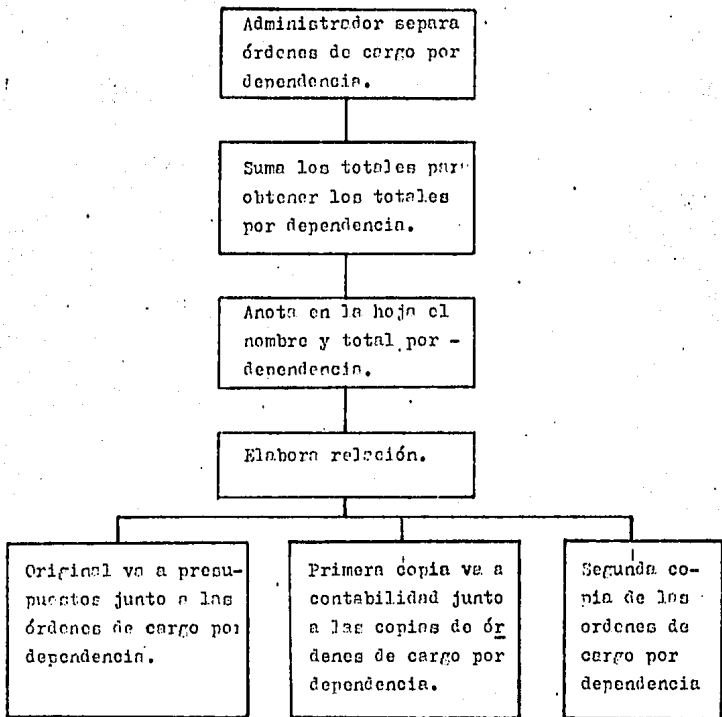 Administrador separa
órdenes de cargo por
dependencia.
Suma los totales para
obtener los totales
por dependencia.
Anota en la hoja el
nombre y total por -
dependencia.
Elabora relación.
Original va a presu-
puestos junto a las
órdenes de cargo por
dependencia.
Primera copia va a
contabilidad junto
a las copias de ór
denes de cargo por
dependencia.
Segunda co-
pia de las
ordenes de
cargo por
dependencia